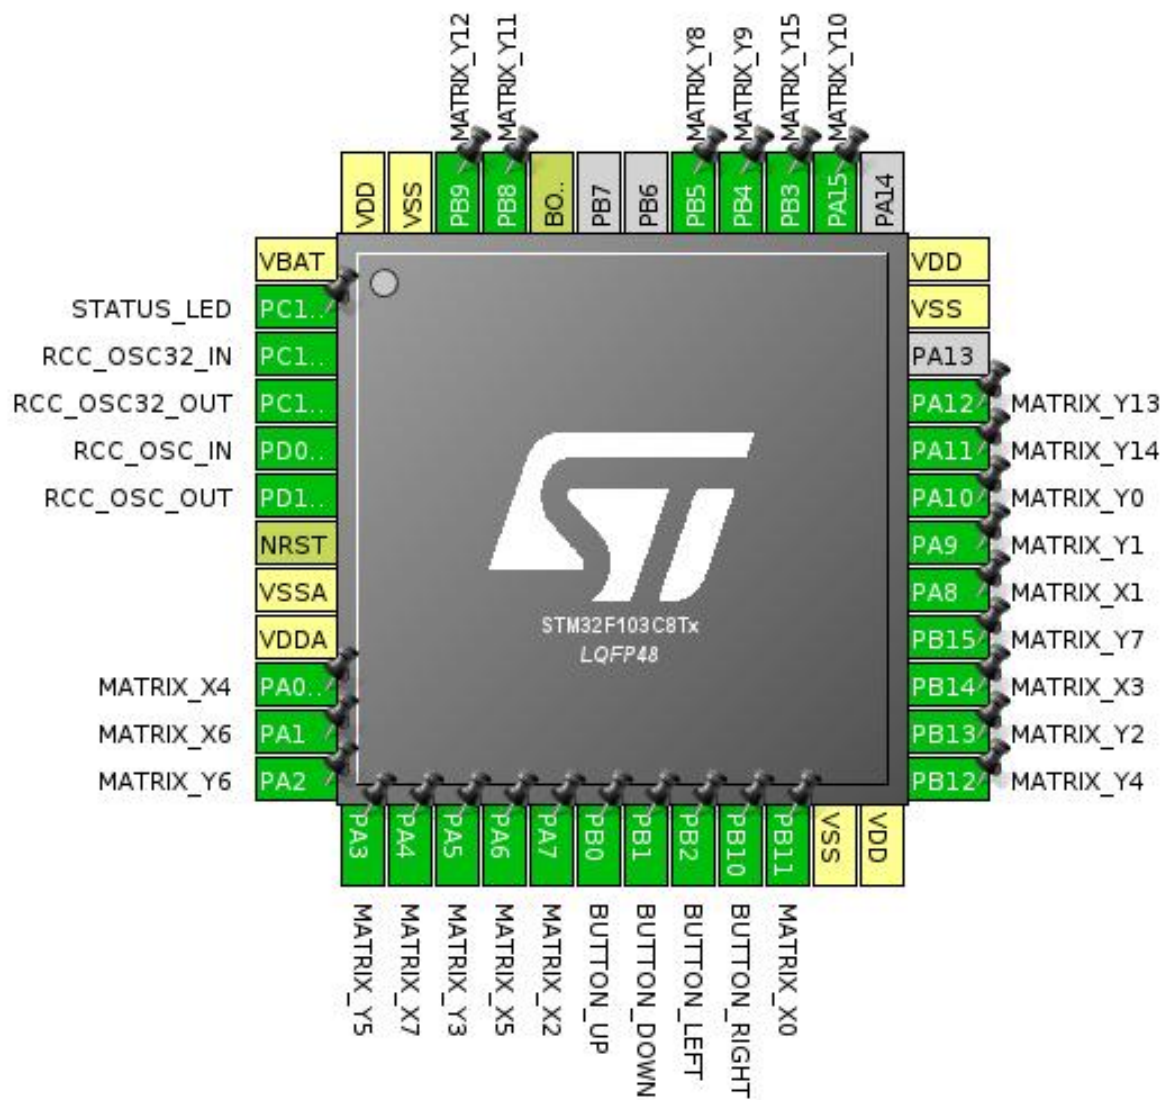 MATRIX_Y12
MATRIX_Y11
MATRIX_Y8
MATRIX_Y9
MATRIX_Y15
MATRIX_Y10
VDD
VSS
PB9
PB8
BO..
PB7
PB6
PB5
PB4
PB3
PA15
PA14
VBAT
STATUS_LED PC1..
RCC_OSC32_IN PC1..
RCC_OSC32_OUT PC1..
RCC_OSC_IN PD0..
RCC_OSC_OUT PD1..
NRST
VSSA
VDDA
MATRIX_X4 PA0..
MATRIX_X6 PA1
MATRIX_Y6 PA2
ST
STM32F103C8Tx
LQFP48
VDD
VSS
PA13
PA12 MATRIX_Y13
PA11 MATRIX_Y14
PA10 MATRIX_Y0
PA9 MATRIX_Y1
PA8 MATRIX_X1
PB15 MATRIX_Y7
PB14 MATRIX_X3
PB13 MATRIX_Y2
PB12 MATRIX_Y4
PA3
PA4
PA5
PA6
PA7
PB0
PB1
PB2
PB10
PB11
VSS
VDD
MATRIX_Y5
MATRIX_X7
MATRIX_Y3
MATRIX_X5
MATRIX_X2
BUTTON_UP
BUTTON_DOWN
BUTTON_LEFT
BUTTON_RIGHT
MATRIX_X0